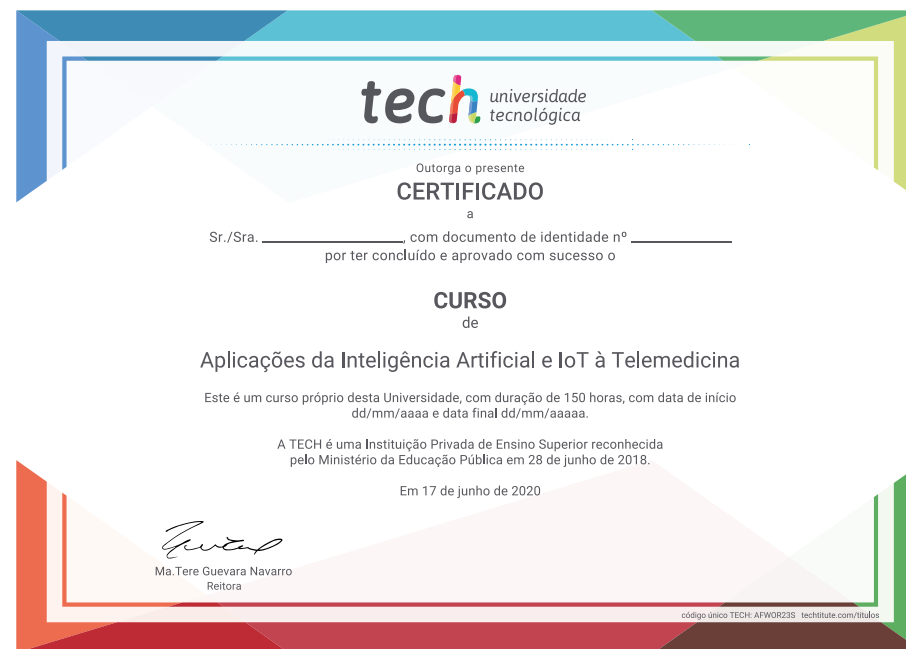 tech universidade
tecnológica
Outorga o presente
CERTIFICADO
a
Sr./Sra. ____________________, com documento de identidade nº ______________
por ter concluído e aprovado com sucesso o
CURSO
de
Aplicações da Inteligência Artificial e IoT à Telemedicina
Este é um curso próprio desta Universidade, com duração de 150 horas, com data de início
dd/mm/aaaa e data final dd/mm/aaaaa.
A TECH é uma Instituição Privada de Ensino Superior reconhecida
pelo Ministério da Educação Pública em 28 de junho de 2018.
Em 17 de junho de 2020
Ma.Tere Guevara Navarro
Reitora
código único TECH: AFWOR23S techtitute.com/títulos